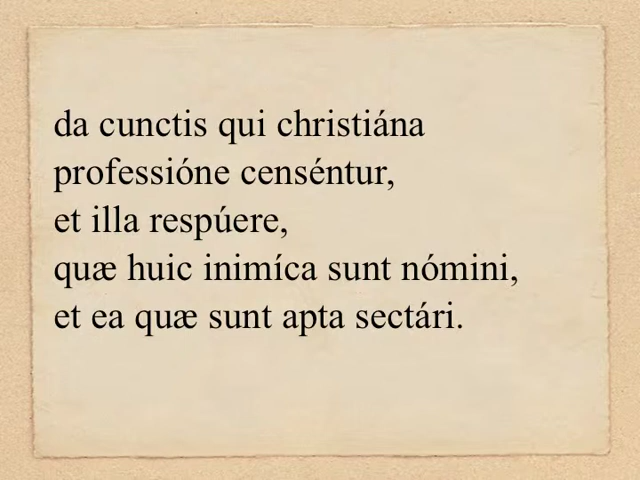 da cunctis qui christiána
professióne censéntur,
et illa respúere,
quæ huic inimíca sunt nómini,
et ea quæ sunt apta sectári.